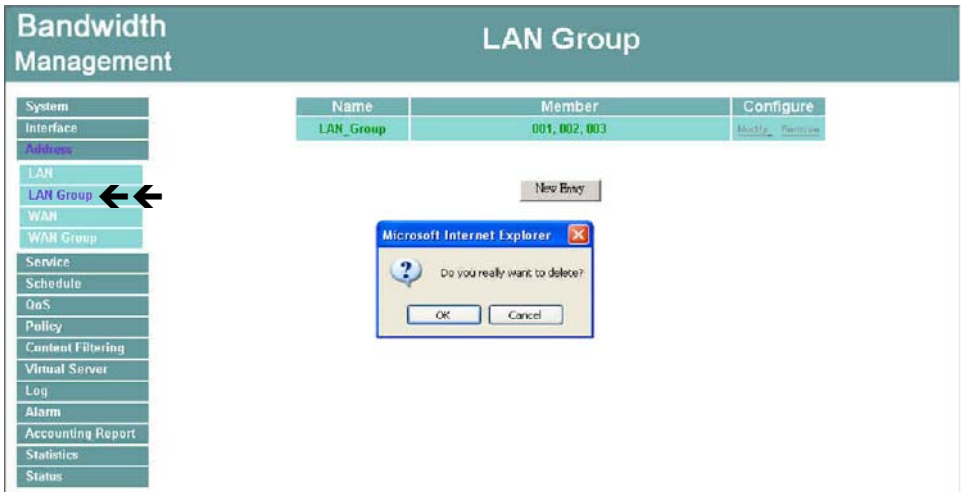 Bandwidth
Management
LAN Group
System
Interface
Address
LAN
LAN Group
WAN
WAN Group
Service
Schedule
QoS
Policy
Content Filtering
Virtual Server
Log
Alarm
Accounting Report
Statistics
Status
Name Member Configure
LAN_Group 001, 002, 003 Modify Remove
New Entry
Microsoft Internet Explorer
Do you really want to delete?
OK Cancel